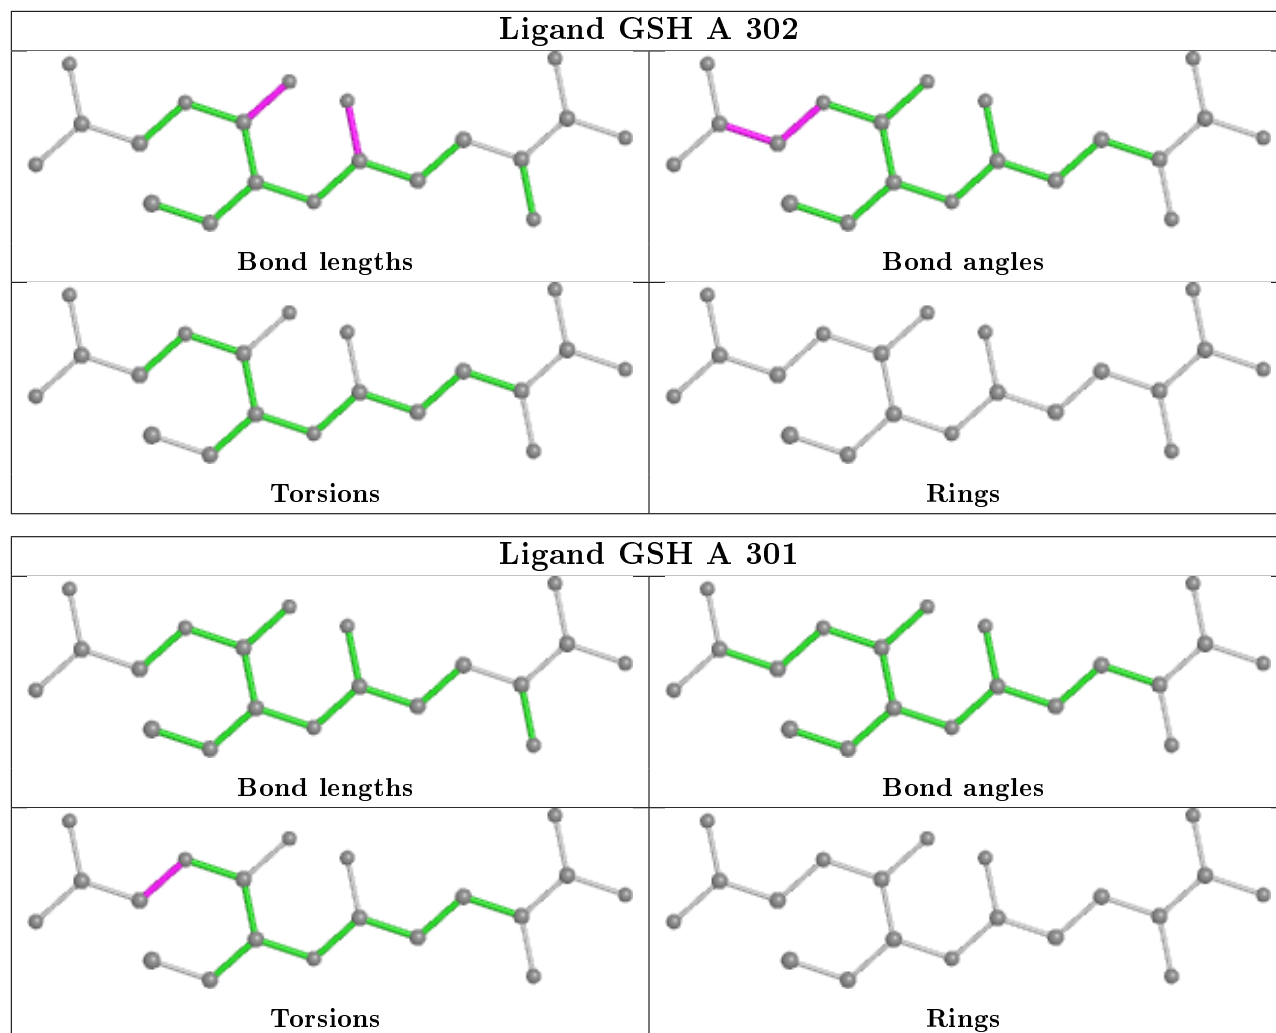 Ligand GSH A 302
Bond lengths
Bond angles
Torsions
Rings
Ligand GSH A 301
Bond lengths
Bond angles
Torsions
Rings